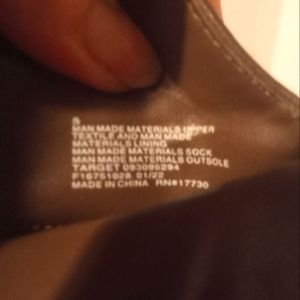 5
MAN MADE MATERIALS UPPER
TEXTILE AND MAN MADE
MATERIALS LINING
MAN MADE MATERIALS SOCK
MAN MADE MATERIALS OUTSOLE
TARGET 093095294
F16751028 01/22
MADE IN CHINA RN#17730